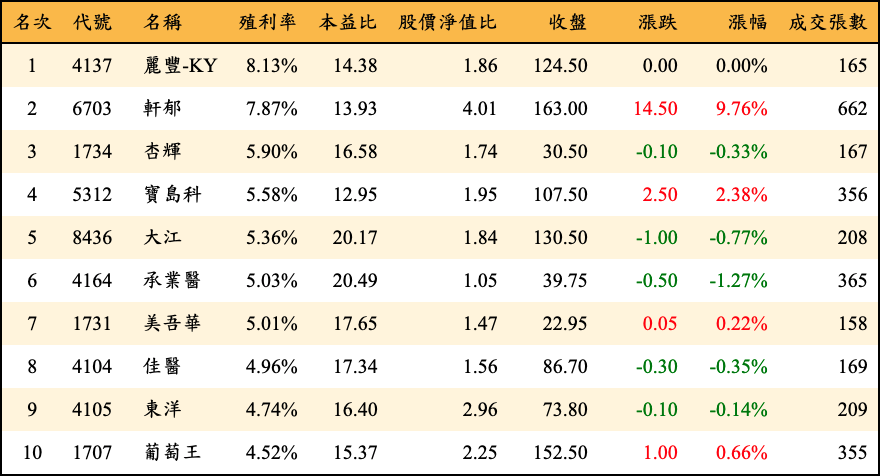 名次 代號 名稱 殖利率 本益比 股價淨值比 收盤 漲跌 漲幅 成交張數
1 4137 麗豐-KY 8.13% 14.38 1.86 124.50 0.00 0.00% 165
2 6703 軒郁 7.87% 13.93 4.01 163.00 14.50 9.76% 662
3 1734 杏輝 5.90% 16.58 1.74 30.50 -0.10 -0.33% 167
4 5312 寶島科 5.58% 12.95 1.95 107.50 2.50 2.38% 356
5 8436 大江 5.36% 20.17 1.84 130.50 -1.00 -0.77% 208
6 4164 承業醫 5.03% 20.49 1.05 39.75 -0.50 -1.27% 365
7 1731 美吾華 5.01% 17.65 1.47 22.95 0.05 0.22% 158
8 4104 佳醫 4.96% 17.34 1.56 86.70 -0.30 -0.35% 169
9 4105 東洋 4.74% 16.40 2.96 73.80 -0.10 -0.14% 209
10 1707 葡萄王 4.52% 15.37 2.25 152.50 1.00 0.66% 355